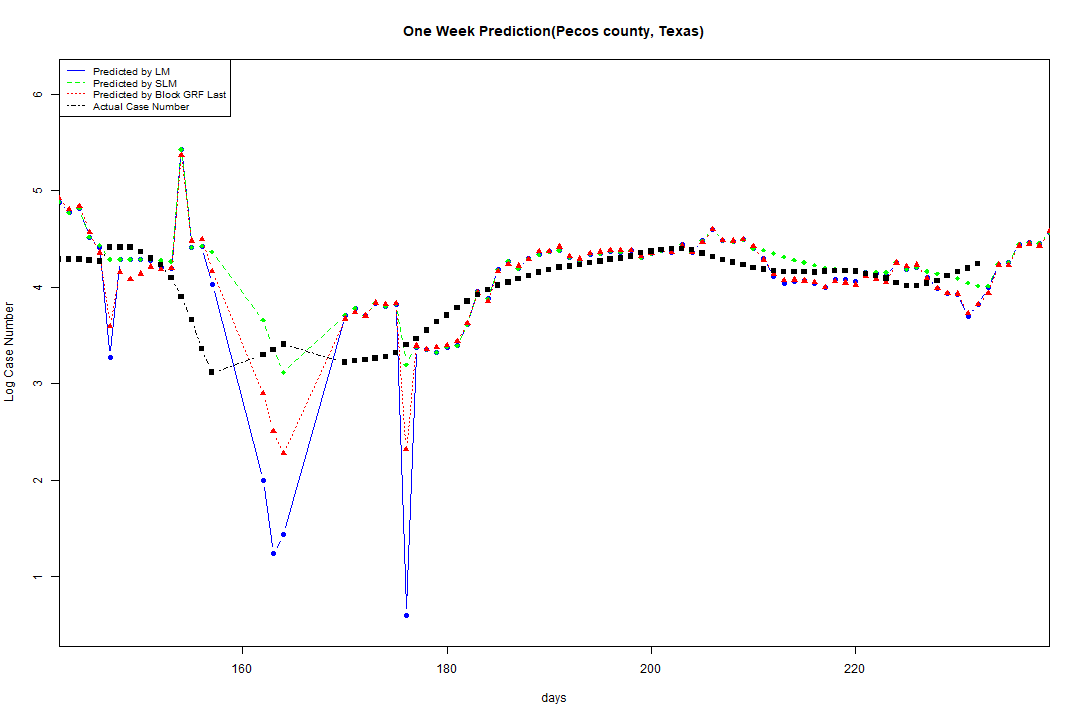 One Week Prediction(Pecos county, Texas)
Predicted by LM
Predicted by SLM
Predicted by Block GRF Last
Actual Case Number
6
5
4
3
2
1
Log Case Number
160 180 200 220
days